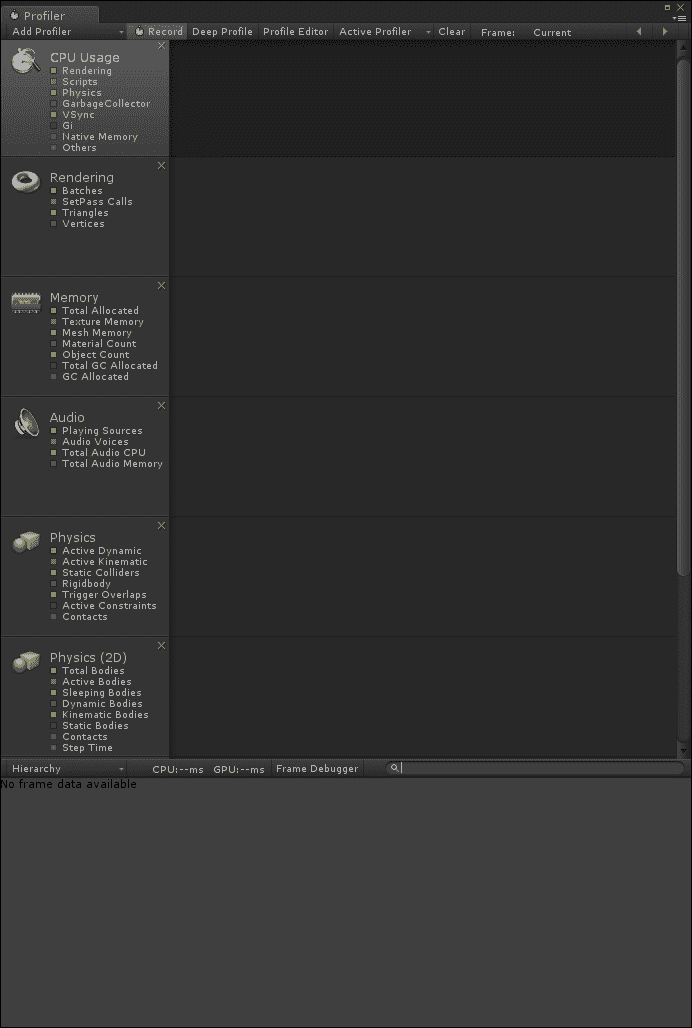 Profiler
Add Profiler Record Deep Profile Profile Editor Active Profiler Clear Frame: Current
CPU Usage
Rendering
Scripts
Physics
GarbageCollector
VSync
Gi
Native Memory
Others
Rendering
Batches
SetPass Calls
Triangles
Vertices
Memory
Total Allocated
Texture Memory
Mesh Memory
Material Count
Object Count
Total GC Allocated
GC Allocated
Audio
Playing Sources
Audio Voices
Total Audio CPU
Total Audio Memory
Physics
Active Dynamic
Active Kinematic
Static Colliders
Rigidbody
Trigger Overlaps
Active Constraints
Contacts
Physics (2D)
Total Bodies
Active Bodies
Sleeping Bodies
Dynamic Bodies
Kinematic Bodies
Static Bodies
Contacts
Step Time
Hierarchy CPU:--ms GPU:--ms Frame Debugger
No frame data available